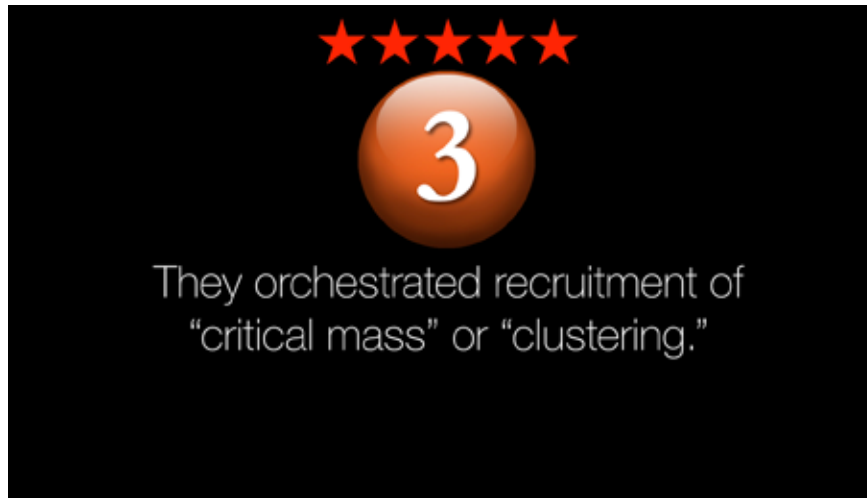 3
They orchestrated recruitment of
“critical mass” or “clustering.”